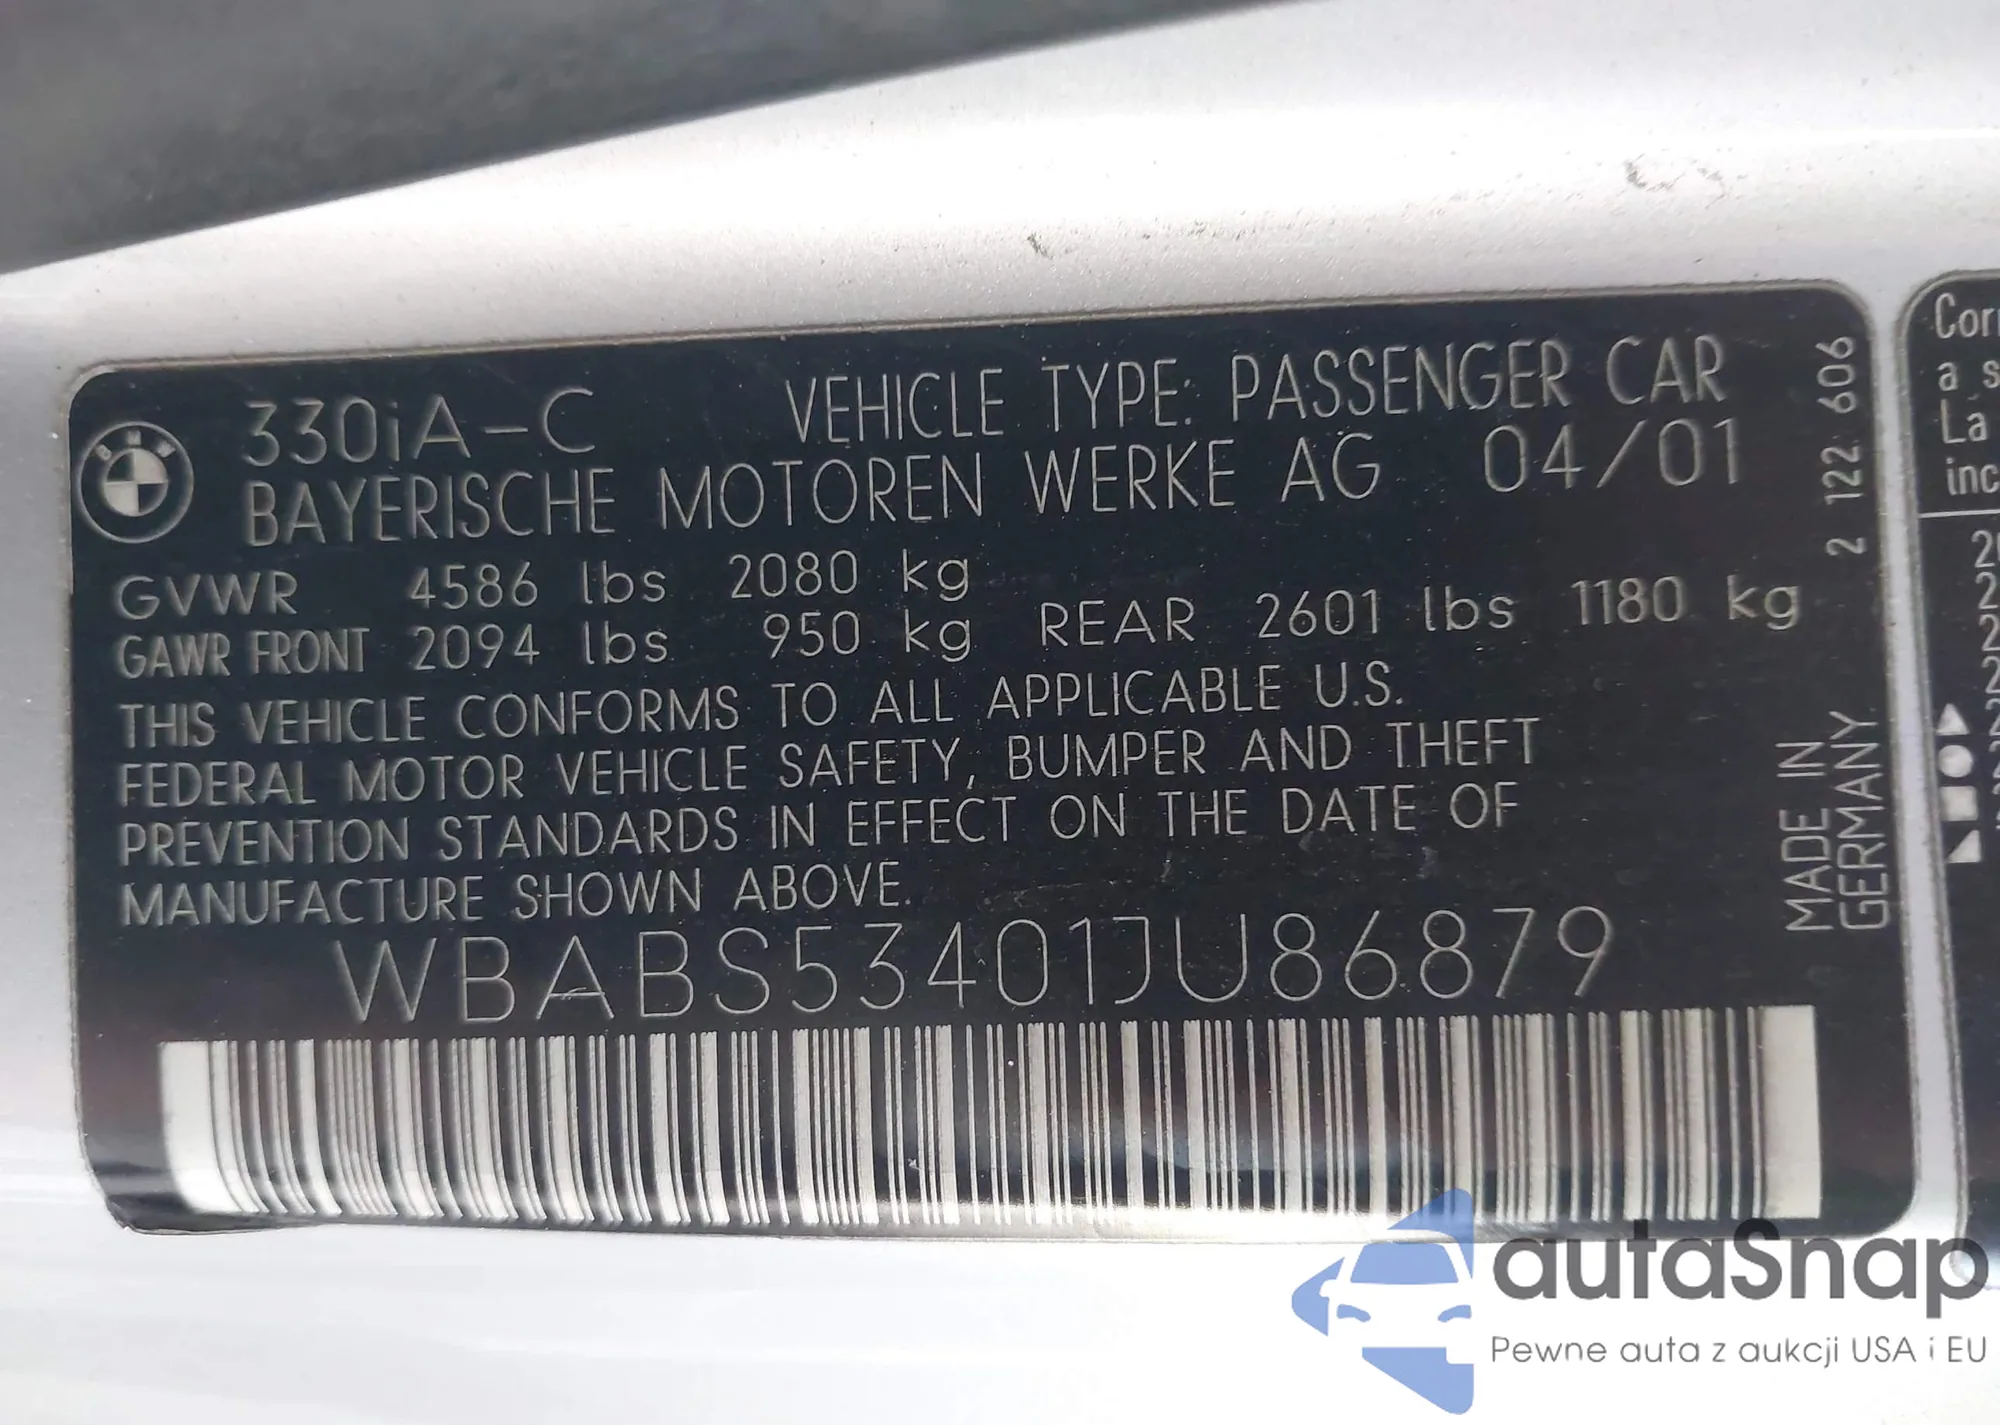 330iA-C VEHICLE TYPE: PASSENGER CAR
BMW
BAYERISCHE MOTOREN WERKE AG 04/01
GVWR 4586 lbs 2080 kg
GAWR FRONT 2094 lbs 950 kg REAR 2601 lbs 1180 kg
THIS VEHICLE CONFORMS TO ALL APPLICABLE U.S.
FEDERAL MOTOR VEHICLE SAFETY, BUMPER AND THEFT
PREVENTION STANDARDS IN EFFECT ON THE DATE OF
MANUFACTURE SHOWN ABOVE.
WBABS53401JU86879
2 122 606
MADE IN
GERMANY
a
La
autaSnap
Pewne auta z aukcji USA i EU